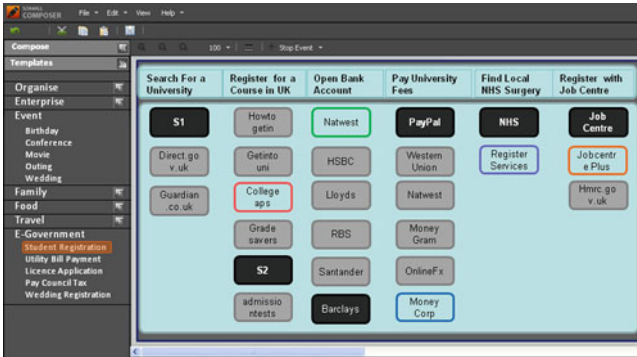 SOWALL
COMPOSER
File Edit View Help
100 Stop Event
Compose
Templates
Organise
Enterprise
Event
Birthday
Conference
Movie
Outing
Wedding
Family
Food
Travel
E-Government
Student Registration
Utility Bill Payment
Licence Application
Pay Council Tax
Wedding Registration
Search For a
University
Register for a
Course in UK
Open Bank
Account
Pay University
Fees
Find Local
NHS Surgery
Register with
Job Centre
S1
Direct.go
v.uk
Guardian
.co.uk
Howto
getin
Getinto
uni
College
aps
Grade
savers
S2
admissio
ntests
Natwest
HSBC
Lloyds
RBS
Santander
Barclays
PayPal
Western
Union
Natwest
Money
Gram
OnlineFx
Money
Corp
NHS
Register
Services
Job
Centre
Jobcentr
e Plus
Hmrc.go
v.uk